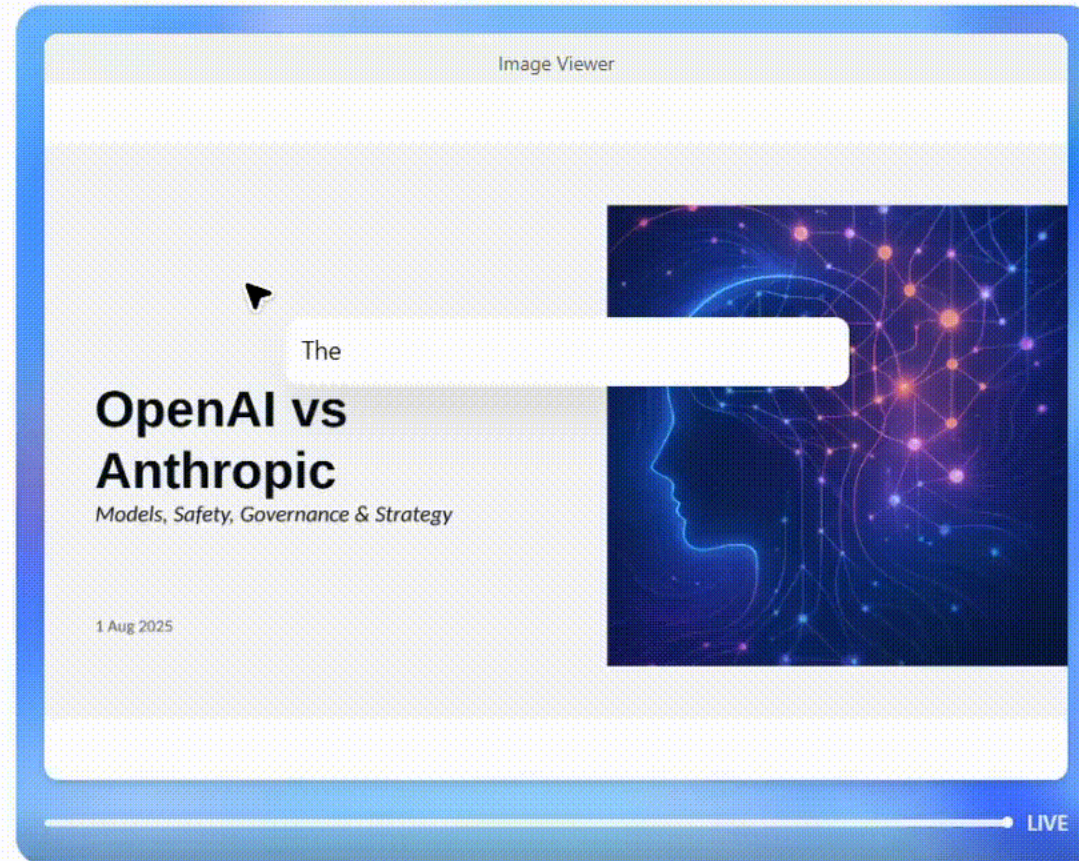 Image Viewer
The
OpenAI vs
Anthropic
Models, Safety, Governance & Strategy
1 Aug 2025
LIVE